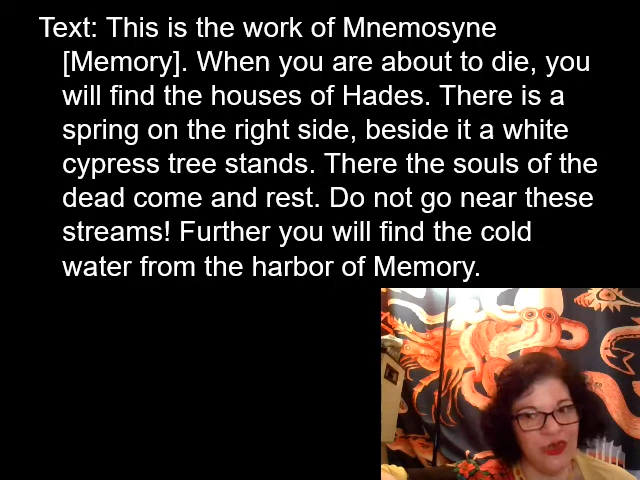 Text: This is the work of Mnemosyne
[Memory]. When you are about to die, you
will find the houses of Hades. There is a
spring on the right side, beside it a white
cypress tree stands. There the souls of the
dead come and rest. Do not go near these
streams! Further you will find the cold
water from the harbor of Memory.